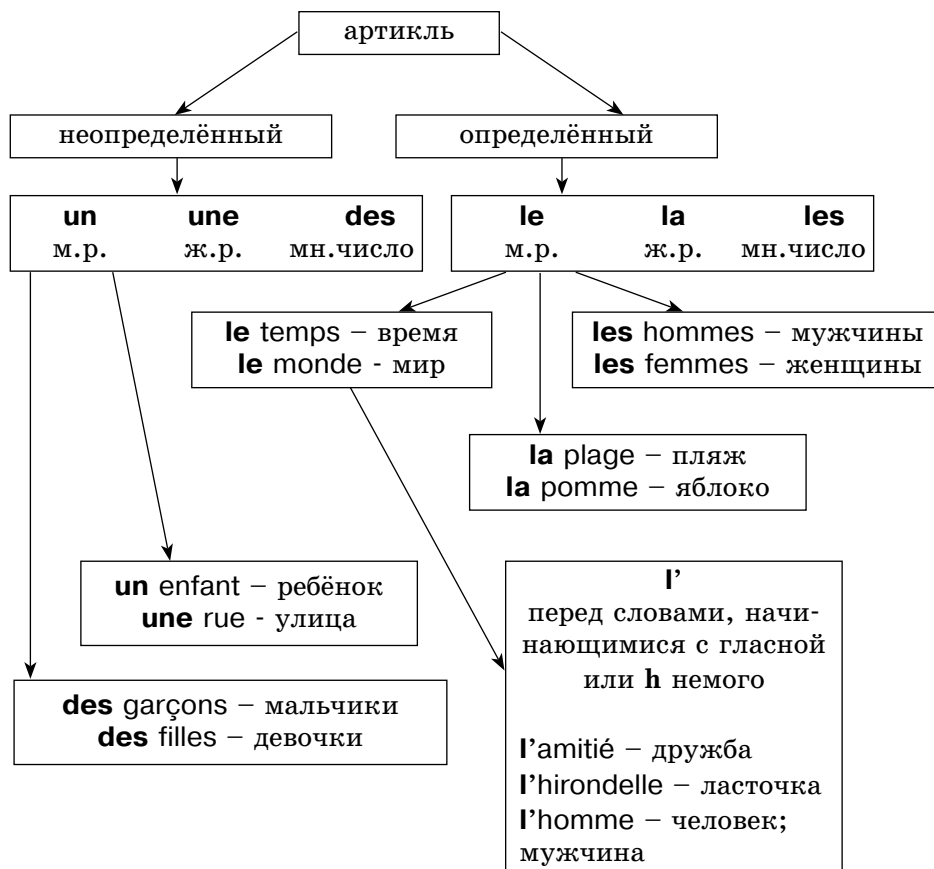 артикль
неопределённый
определённый
un une des
м.р. ж.р. мн.число
le la les
м.р. ж.р. мн.число
le temps – время
le monde - мир
les hommes – мужчины
les femmes – женщины
la plage – пляж
la pomme – яблоко
un enfant – ребёнок
une rue - улица
des garçons – мальчики
des filles – девочки
l’
перед словами, начи-
нающимися с гласной
или h немого
l’amitié – дружба
l’hirondelle – ласточка
l’homme – человек;
мужчина